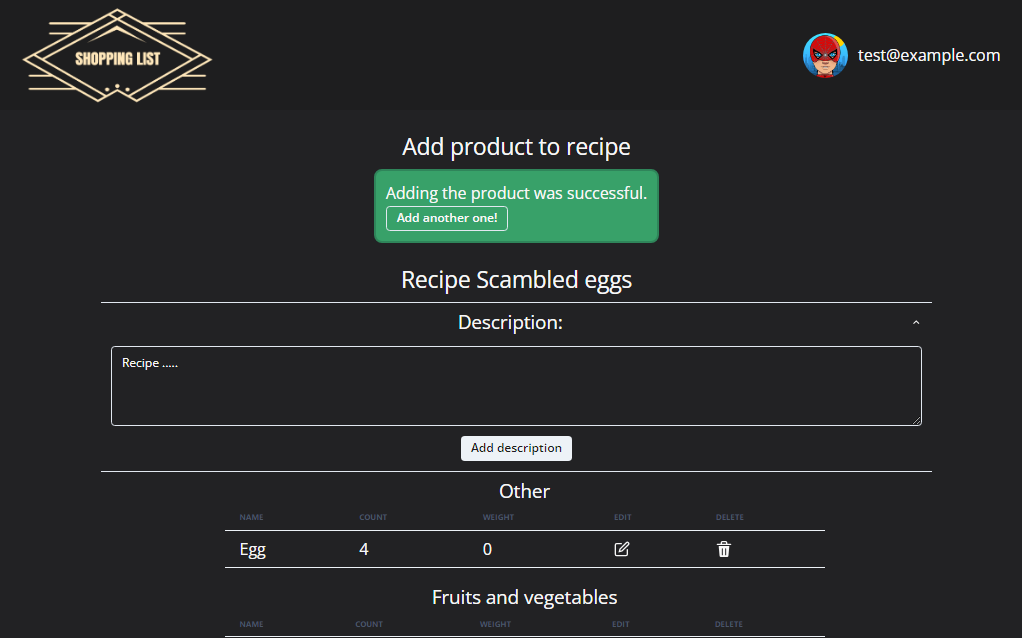 SHOPPING LIST
test@example.com
Add product to recipe
Adding the product was successful.
Add another one!
Recipe Scambled eggs
Description:
Recipe .....
Add description
Other
NAME COUNT WEIGHT EDIT DELETE
Egg 4 0
Fruits and vegetables
NAME COUNT WEIGHT EDIT DELETE